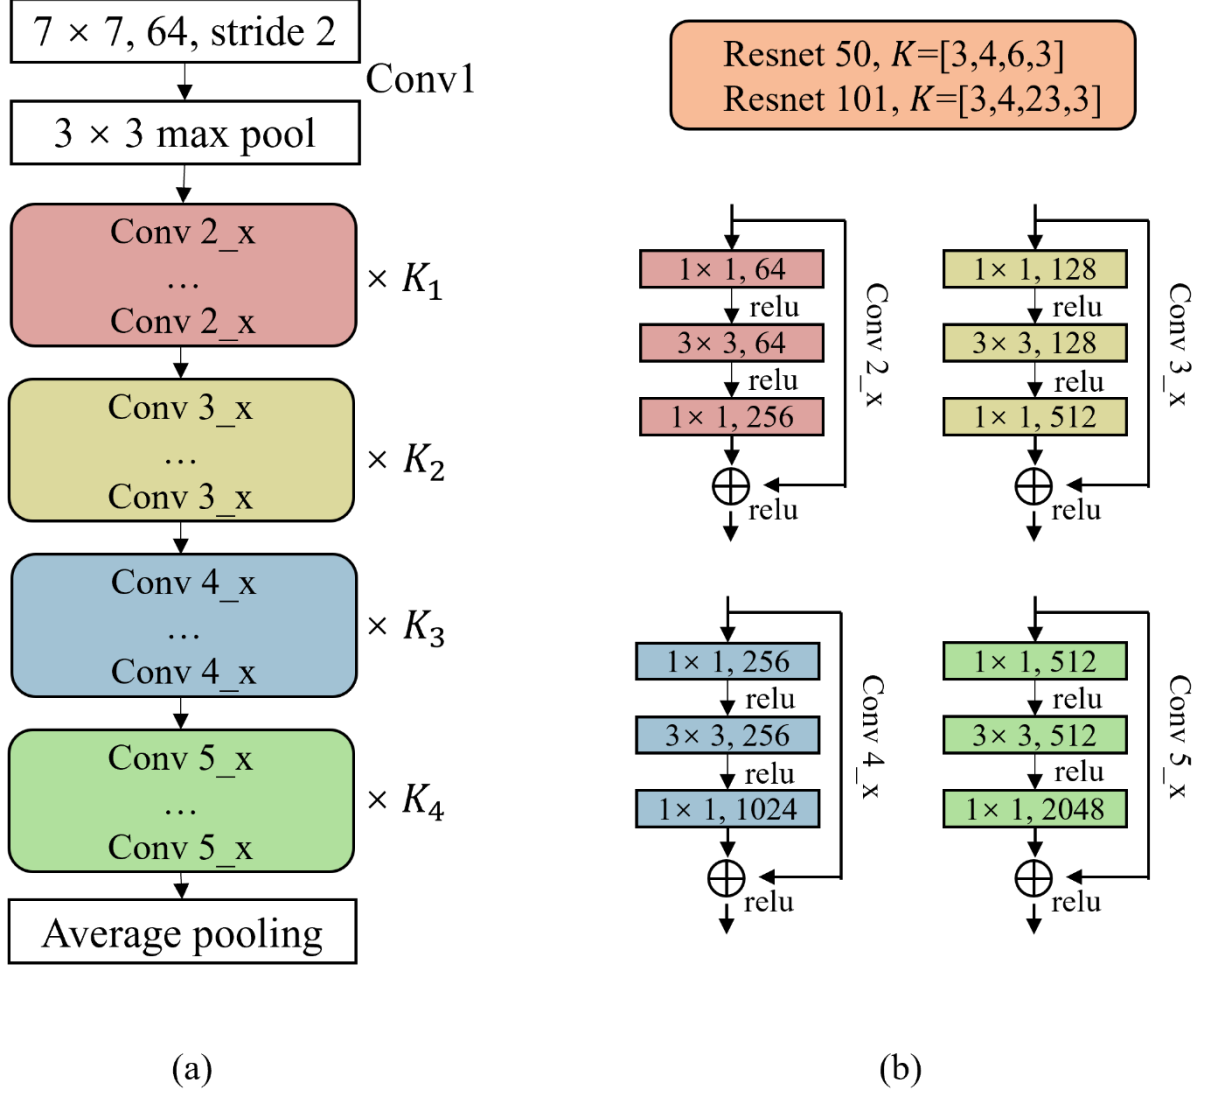 7 × 7, 64, stride 2
Conv1
3 × 3 max pool
Conv 2_x
...
Conv 2_x
× K₁
Conv 3_x
...
Conv 3_x
× K₂
Conv 4_x
...
Conv 4_x
× K₃
Conv 5_x
...
Conv 5_x
× K₄
Average pooling
(a)
Resnet 50, K=[3,4,6,3]
Resnet 101, K=[3,4,23,3]
1× 1, 64
relu
3× 3, 64
relu
1× 1, 256
relu
Conv 2_x
1× 1, 128
relu
3× 3, 128
relu
1× 1, 512
relu
Conv 3_x
1× 1, 256
relu
3× 3, 256
relu
1× 1, 1024
relu
Conv 4_x
1× 1, 512
relu
3× 3, 512
relu
1× 1, 2048
relu
Conv 5_x
(b)